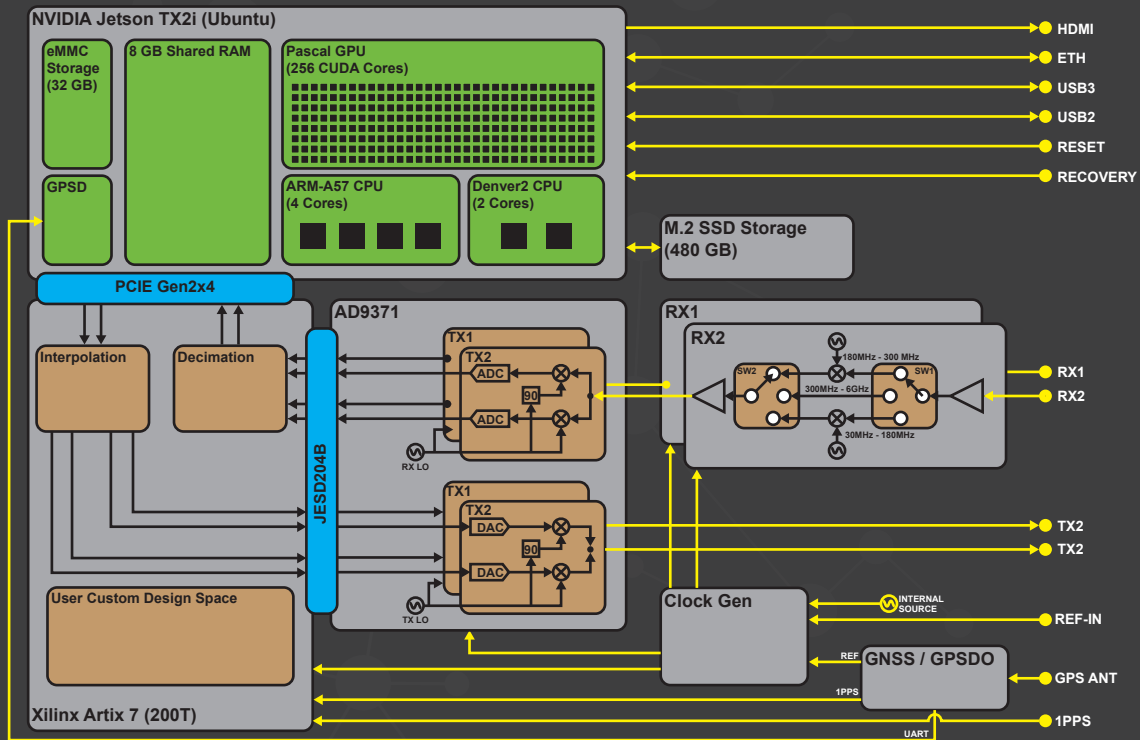 NVIDIA Jetson TX2i (Ubuntu)
eMMC
Storage
(32 GB)
8 GB Shared RAM
Pascal GPU
(256 CUDA Cores)
GPSD
ARM-A57 CPU
(4 Cores)
Denver2 CPU
(2 Cores)
HDMI
ETH
USB3
USB2
RESET
RECOVERY
M.2 SSD Storage
(480 GB)
PCIE Gen2x4
Interpolation
Decimation
JESD204B
User Custom Design Space
Xilinx Artix 7 (200T)
AD9371
TX1
TX2
ADC
90
ADC
RX LO
TX1
TX2
DAC
90
DAC
TX LO
RX1
RX2
180MHz - 300 MHz
SW2
300MHz - 6GHz
SW1
30MHz - 180MHz
RX1
RX2
TX2
TX2
Clock Gen
INTERNAL
SOURCE
REF-IN
REF
GNSS / GPSDO
GPS ANT
1PPS
1PPS
UART